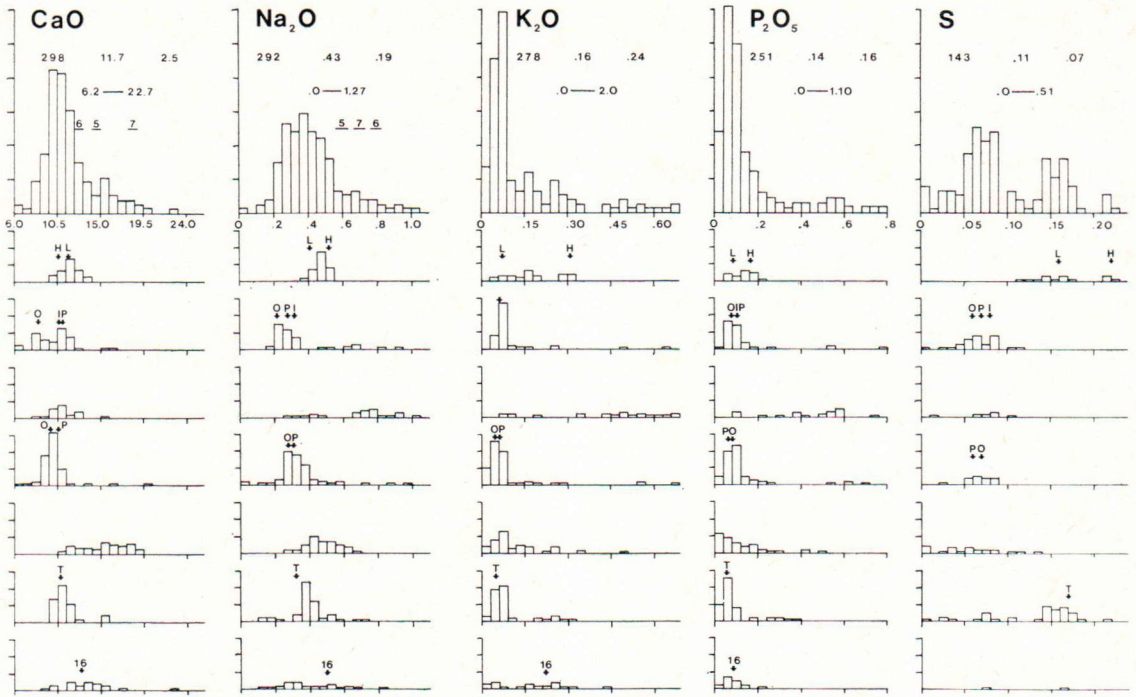 CaO Na2O K2O P2O5 S
298 11.7 2.5 292 .43 .19 278 .16 .24 251 .14 .16 143 .11 .07
6.2 — 22.7 .0 — 1.27 .0 — 2.0 .0 — 1.10 .0 — .51
6 5 7 5 7 6
6.0 10.5 15.0 19.5 24.0 .0 .2 .4 .6 .8 1.0 0 .15 .30 .45 .60 .0 .2 .4 .6 .8 0 .05 .10 .15 .20
H L L H L H L H L H
O IP O P I OIP O P I
O P OP OP PO PO
T T T T T
16 16 16 16